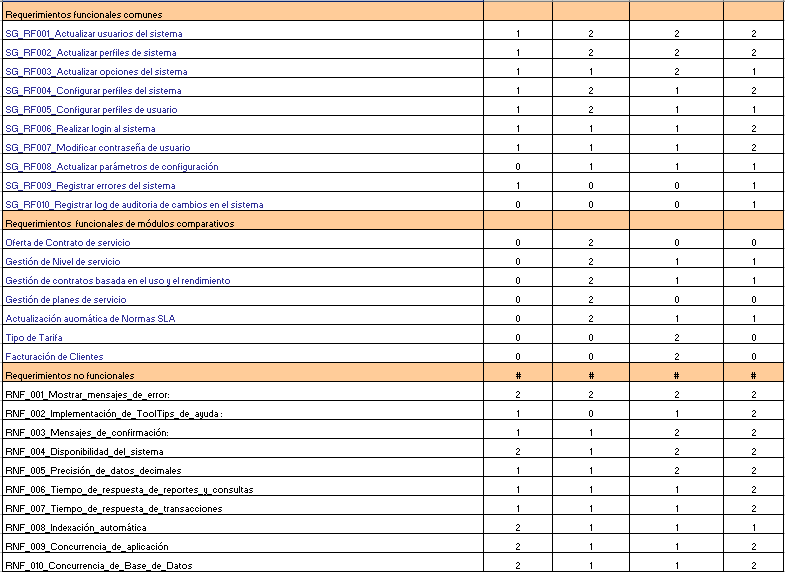 Requerimientos funcionales comunes
SG_RF001_Actualizar usuarios del sistema 1 2 2 2
SG_RF002_Actualizar perfiles de sistema 1 2 2 2
SG_RF003_Actualizar opciones del sistema 1 1 2 1
SG_RF004_Configurar perfiles del sistema 1 2 1 2
SG_RF005_Configurar perfiles de usuario 1 2 1 1
SG_RF006_Realizar login al sistema 1 1 1 2
SG_RF007_Modificar contraseña de usuario 1 1 1 2
SG_RF008_Actualizar parámetros de configuración 0 1 1 1
SG_RF009_Registrar errores del sistema 1 0 0 1
SG_RF010_Registrar log de auditoria de cambios en el sistema 0 0 0 1
Requerimientos funcionales de módulos comparativos
Oferta de Contrato de servicio 0 2 0 0
Gestión de Nivel de servicio 0 2 1 1
Gestión de contratos basada en el uso y el rendimiento 0 2 1 1
Gestión de planes de servicio 0 2 0 0
Actualización auomática de Normas SLA 0 2 1 1
Tipo de Tarifa 0 0 2 0
Facturación de Clientes 0 0 2 0
Requerimientos no funcionales # # # #
RNF_001_Mostrar_mensajes_de_error: 2 2 2 2
RNF_002_Implementación_de_ToolTips_de_ayuda : 1 0 1 2
RNF_003_Mensajes_de_confirmación: 1 1 2 2
RNF_004_Disponibilidad_del_sistema 2 1 2 2
RNF_005_Precisión_de_datos_decimales 1 1 2 2
RNF_006_Tiempo_de_respuesta_de_reportes_y_consultas 1 1 1 2
RNF_007_Tiempo_de_respuesta_de_transacciones 1 1 1 2
RNF_008_Indexación_automática 2 1 1 1
RNF_009_Concurrencia_de_aplicación 2 1 1 2
RNF_010_Concurrencia_de_Base_de_Datos 2 1 1 2